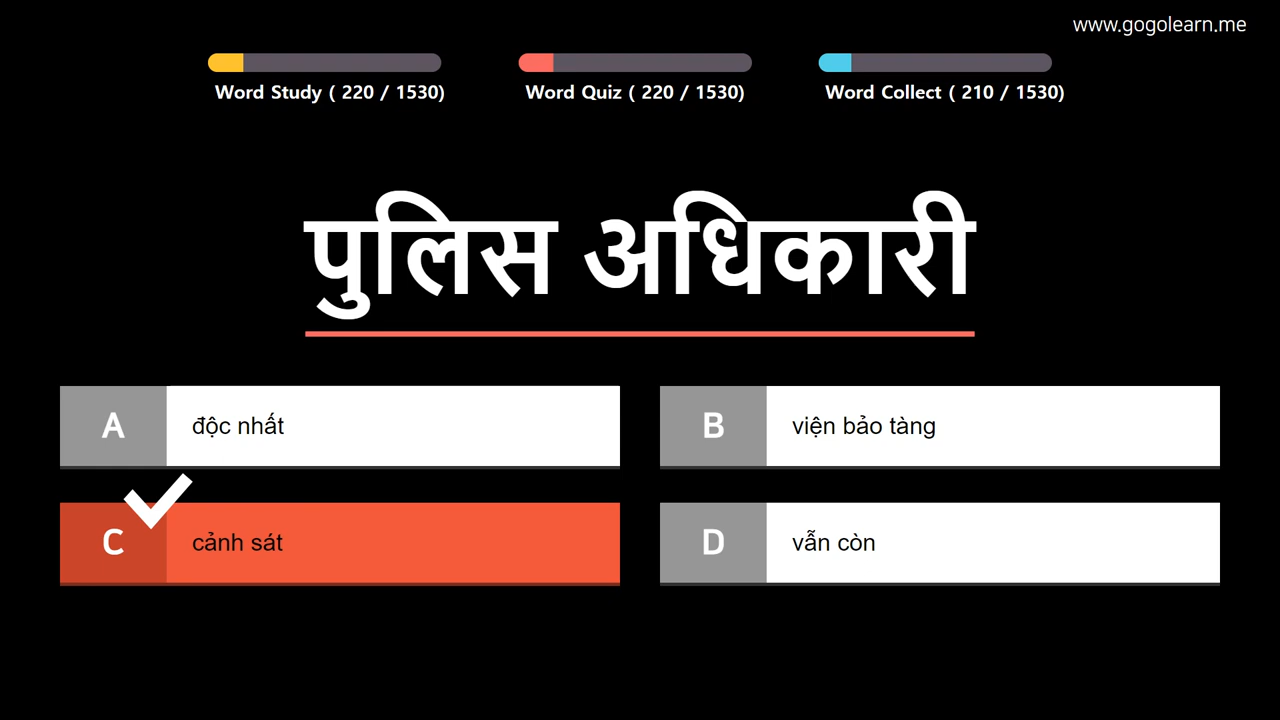 www.gogolearn.me
Word Study ( 220 / 1530)
Word Quiz ( 220 / 1530)
Word Collect ( 210 / 1530)
पुलिस अधिकारी
A
độc nhất
B
viện bảo tàng
C
cảnh sát
D
vẫn còn